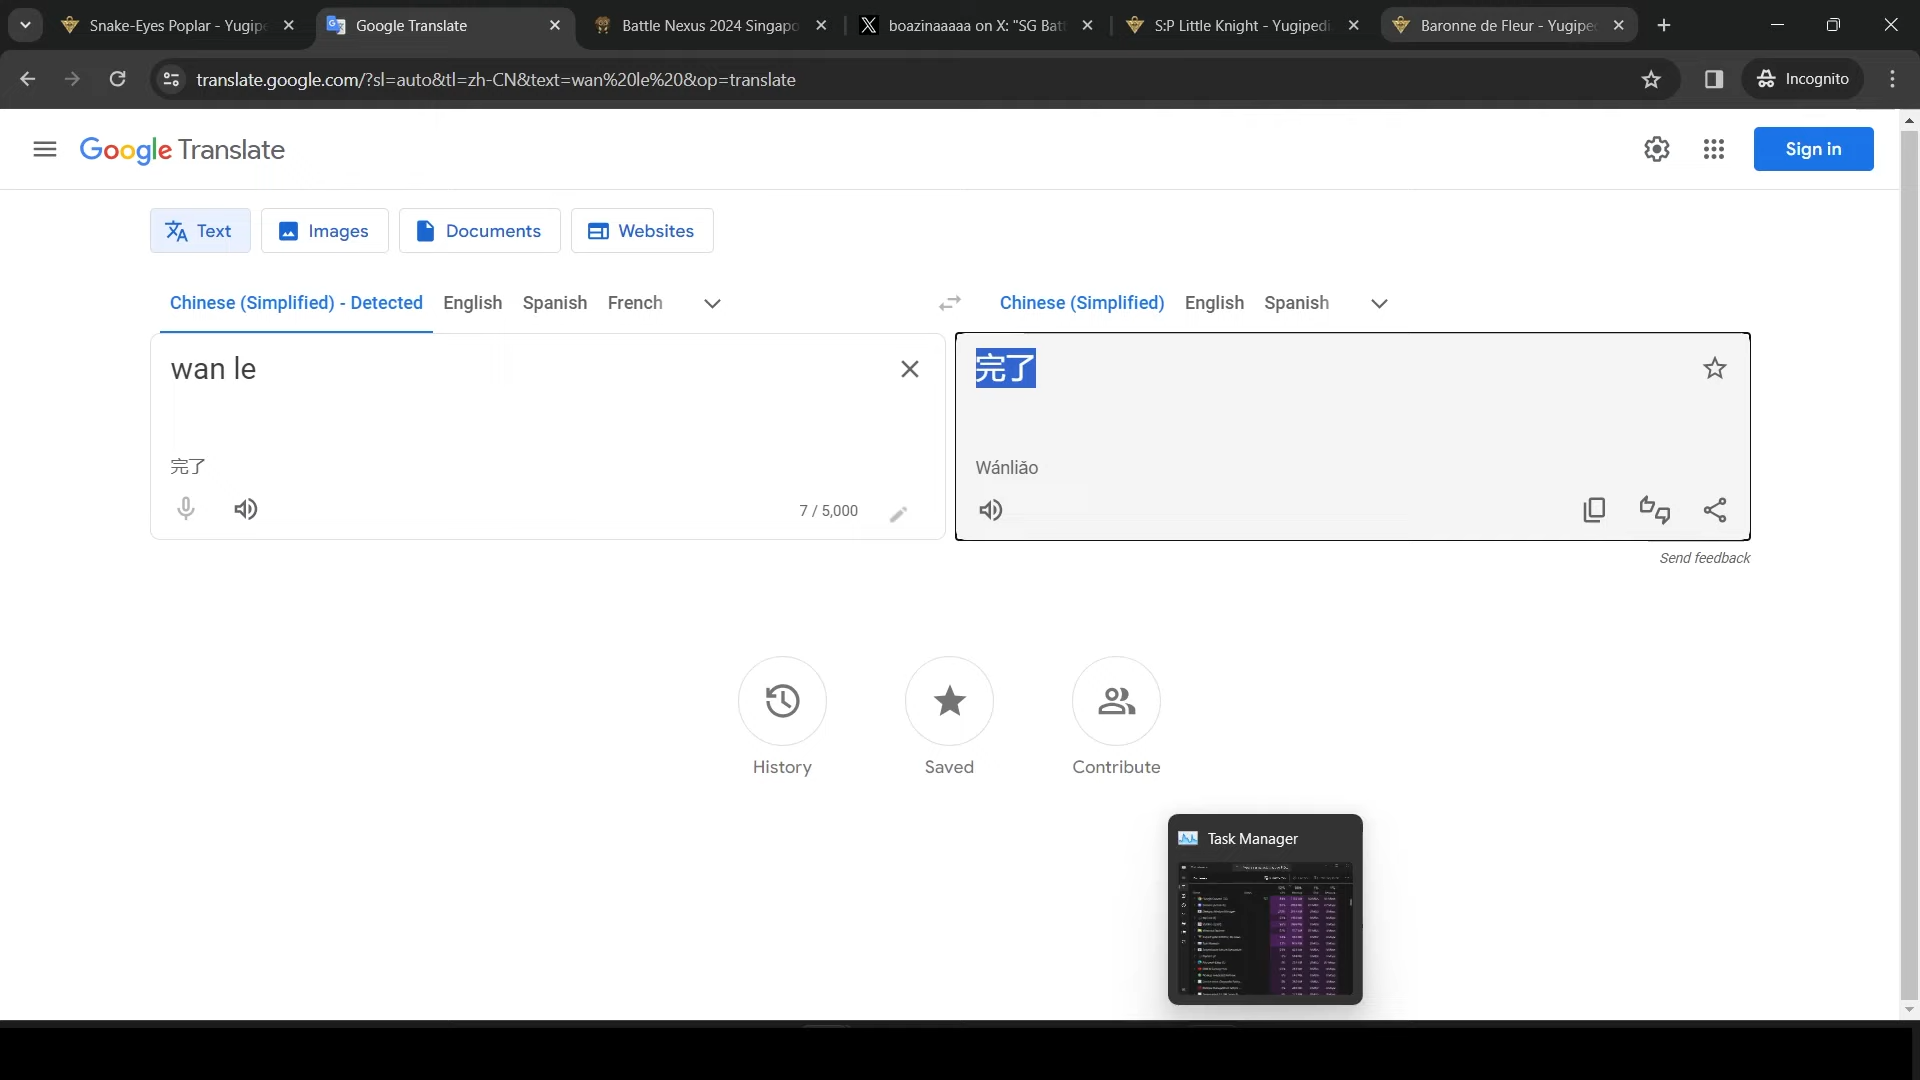 Snake-Eyes Poplar - Yugipe
Google Translate
Battle Nexus 2024 Singapo
boazinaaaaa on X: "SG Bat
S:P Little Knight - Yugipedi
Baronne de Fleur - Yugipe
translate.google.com/?sl=auto&tl=zh-CN&text=wan%20le%20&op=translate
Incognito
Google Translate
Sign in
Text
Images
Documents
Websites
Chinese (Simplified) - Detected
English
Spanish
French
Chinese (Simplified)
English
Spanish
wan le
完了
完了
Wánliǎo
7 / 5,000
Send feedback
History
Saved
Contribute
Task Manager